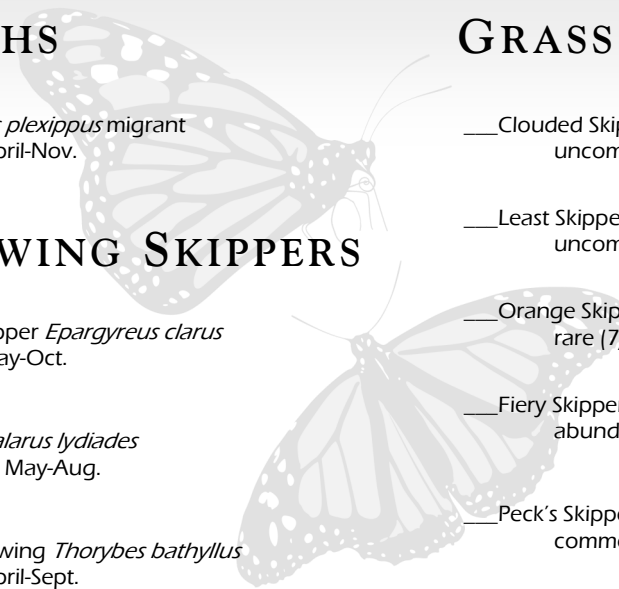 HS
plexippus migrant
pril-Nov.
WING SKIPPERS
pper Epargyreus clarus
ay-Oct.
alarus lydiades
May-Aug.
wing Thorybes bathyllus
pril-Sept.
GRASS
___Clouded Skip
uncom
___Least Skippe
uncom
___Orange Skip
rare (7
___Fiery Skipper
abund
___Peck's Skippe
comm